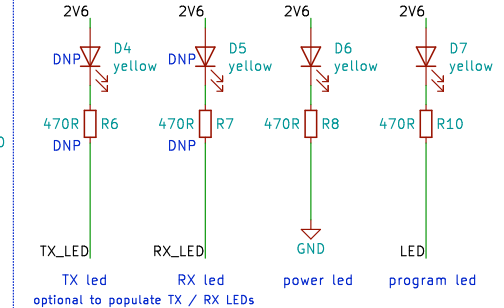 2V6 2V6 2V6 2V6
DNP D4 DNP D5 D6 D7
yellow yellow yellow yellow
470R R6 470R R7 470R R8 470R R10
DNP DNP
TX_LED RX_LED GND LED
TX led RX led power led program led
optional to populate TX / RX LEDs